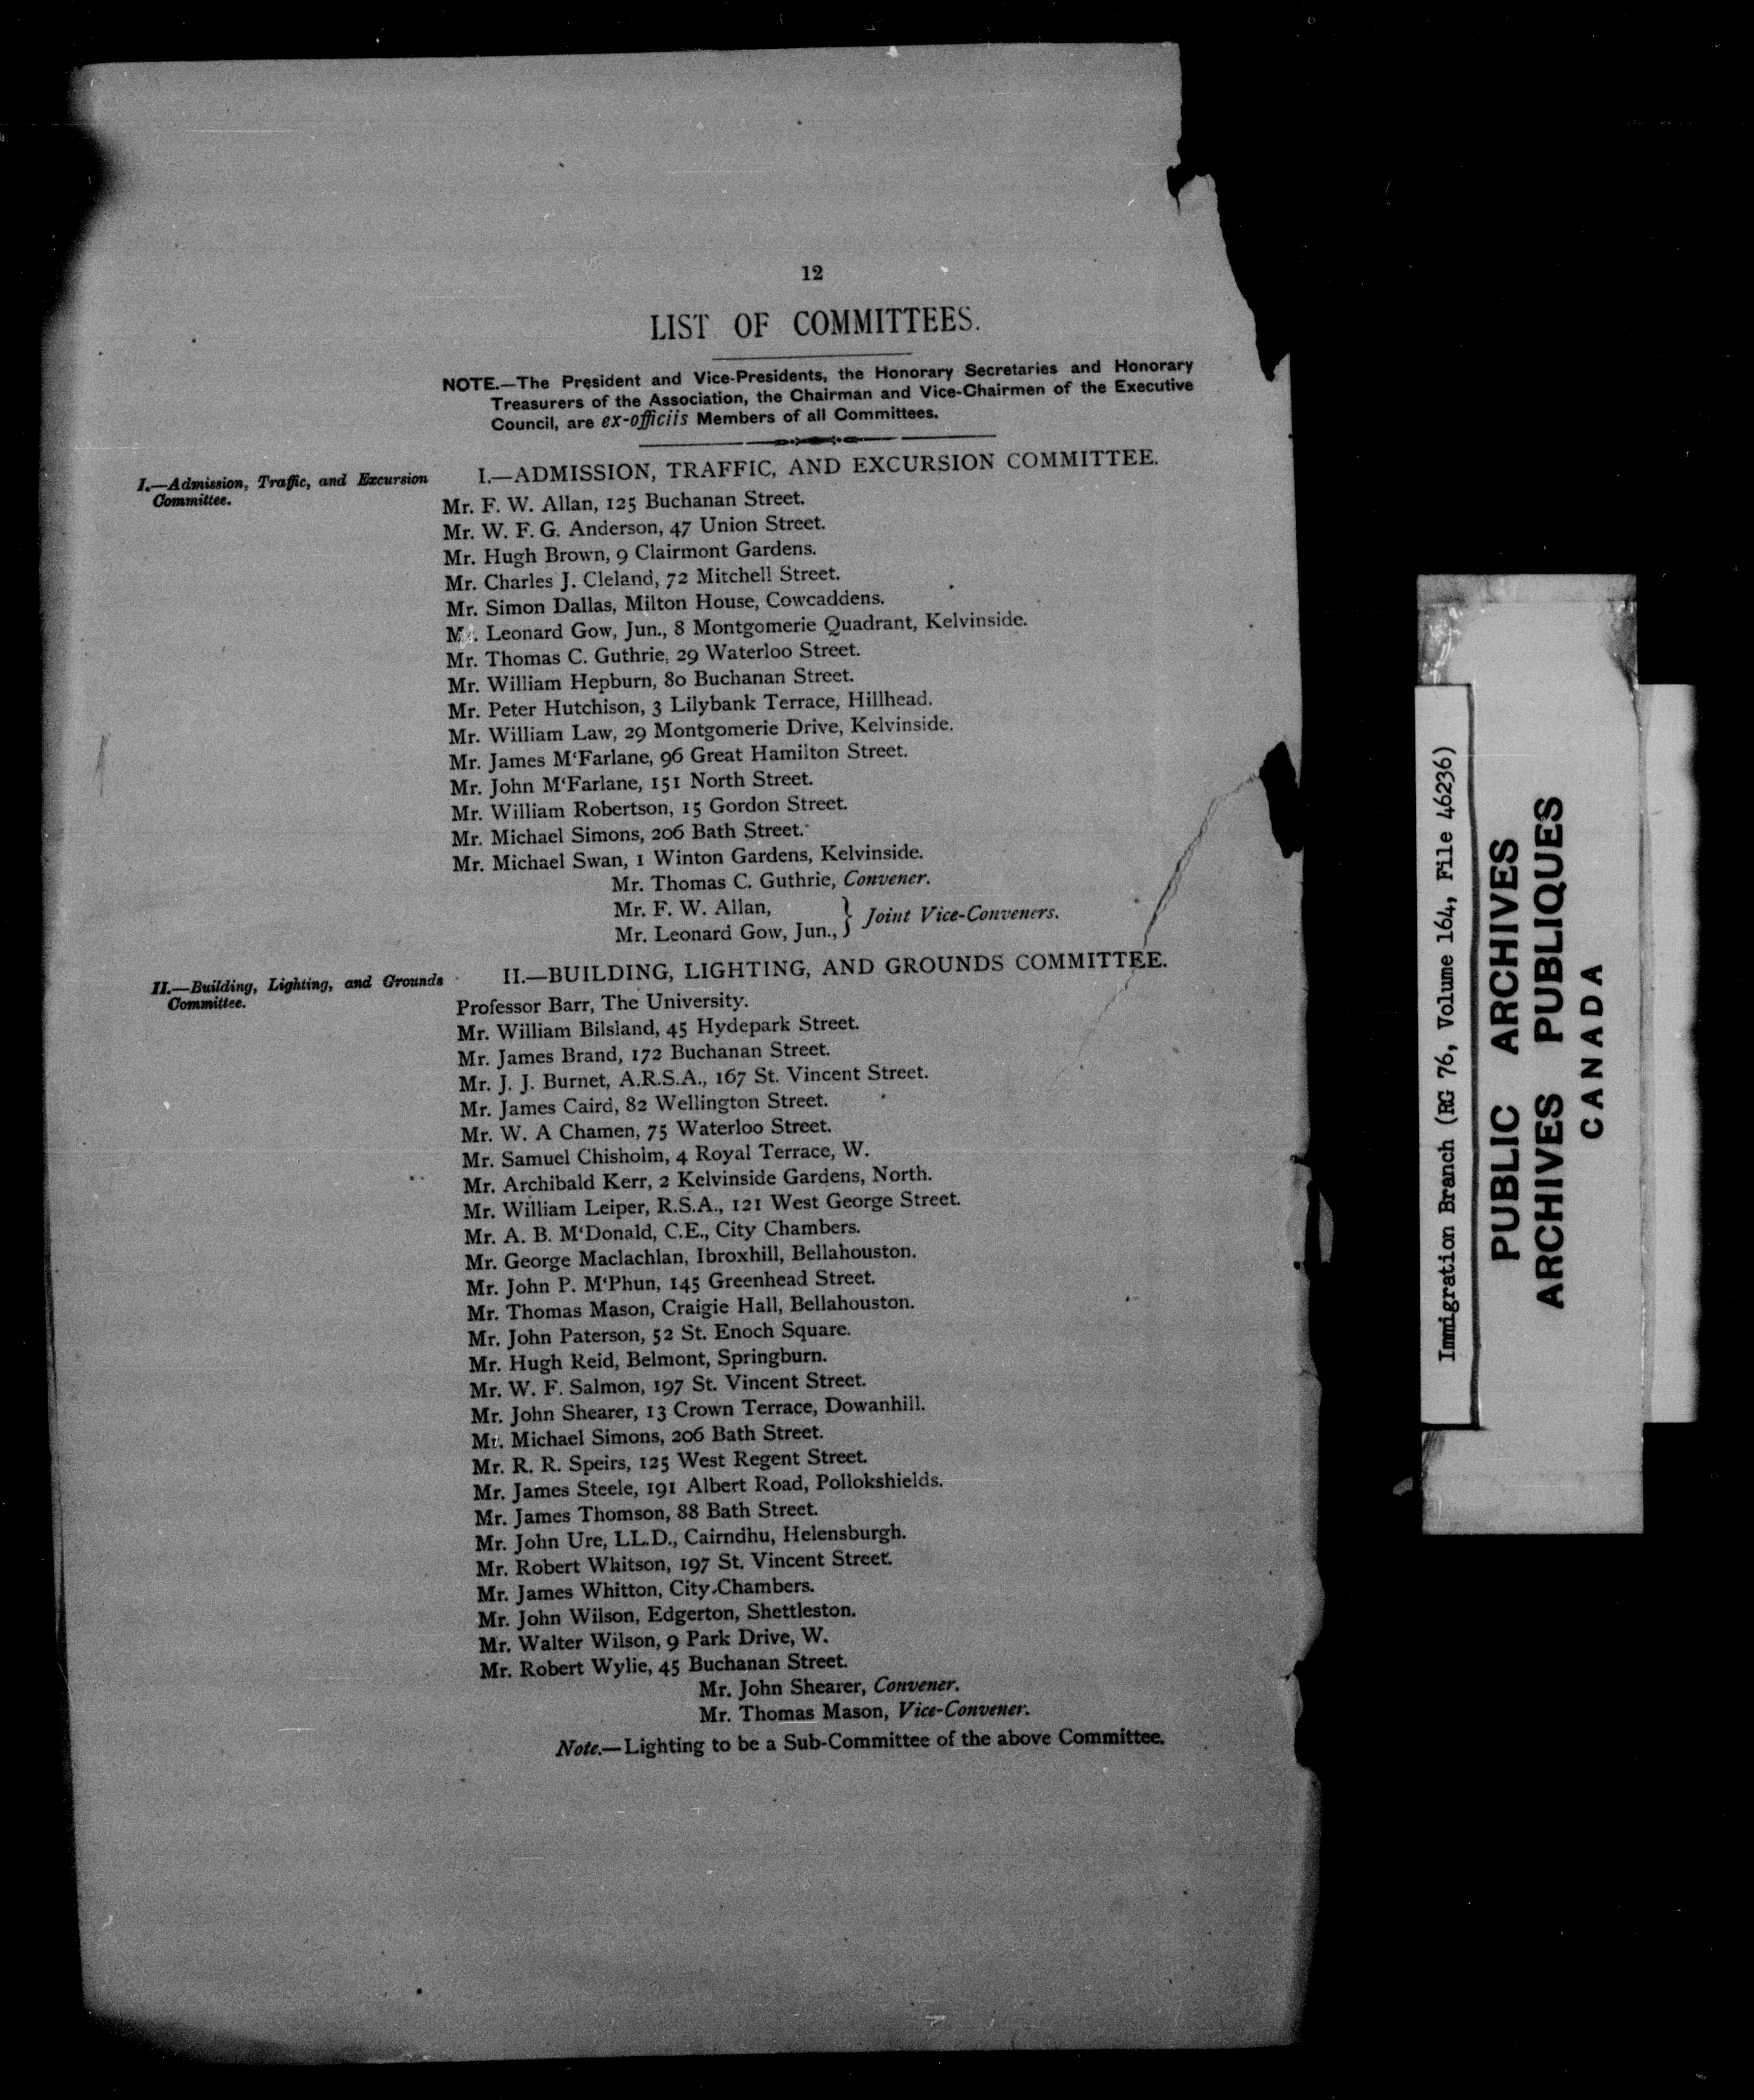 12
LIST OF COMMITTEES.
NOTE.—The President and Vice-Presidents, the Honorary Secretaries and Honorary
Treasurers of the Association, the Chairman and Vice-Chairmen of the Executive
Council, are ex-officiis Members of all Committees.
I.—Admission, Traffic, and Excursion
Committee.
I.—ADMISSION, TRAFFIC, AND EXCURSION COMMITTEE.
Mr. F. W. Allan, 125 Buchanan Street.
Mr. W. F. G. Anderson, 47 Union Street.
Mr. Hugh Brown, 9 Clairmont Gardens.
Mr. Charles J. Cleland, 72 Mitchell Street.
Mr. Simon Dallas, Milton House, Cowcaddens.
Mr. Leonard Gow, Jun., 8 Montgomerie Quadrant, Kelvinside.
Mr. Thomas C. Guthrie, 29 Waterloo Street.
Mr. William Hepburn, 80 Buchanan Street.
Mr. Peter Hutchison, 3 Lilybank Terrace, Hillhead.
Mr. William Law, 29 Montgomerie Drive, Kelvinside.
Mr. James M‘Farlane, 96 Great Hamilton Street.
Mr. John M‘Farlane, 151 North Street.
Mr. William Robertson, 15 Gordon Street.
Mr. Michael Simons, 206 Bath Street.
Mr. Michael Swan, 1 Winton Gardens, Kelvinside.
Mr. Thomas C. Guthrie, Convener.
Mr. F. W. Allan,
Mr. Leonard Gow, Jun., } Joint Vice-Conveners.
II.—Building, Lighting, and Grounds
Committee.
II.—BUILDING, LIGHTING, AND GROUNDS COMMITTEE.
Professor Barr, The University.
Mr. William Bilsland, 45 Hydepark Street.
Mr. James Brand, 172 Buchanan Street.
Mr. J. J. Burnet, A.R.S.A., 167 St. Vincent Street.
Mr. James Caird, 82 Wellington Street.
Mr. W. A Chamen, 75 Waterloo Street.
Mr. Samuel Chisholm, 4 Royal Terrace, W.
Mr. Archibald Kerr, 2 Kelvinside Gardens, North.
Mr. William Leiper, R.S.A., 121 West George Street.
Mr. A. B. M‘Donald, C.E., City Chambers.
Mr. George Maclachlan, Ibroxhill, Bellahouston.
Mr. John P. M‘Phun, 145 Greenhead Street.
Mr. Thomas Mason, Craigie Hall, Bellahouston.
Mr. John Paterson, 52 St. Enoch Square.
Mr. Hugh Reid, Belmont, Springburn.
Mr. W. F. Salmon, 197 St. Vincent Street.
Mr. John Shearer, 13 Crown Terrace, Dowanhill.
Mr. Michael Simons, 206 Bath Street.
Mr. R. R. Speirs, 125 West Regent Street.
Mr. James Steele, 191 Albert Road, Pollokshields.
Mr. James Thomson, 88 Bath Street.
Mr. John Ure, LL.D., Cairndhu, Helensburgh.
Mr. Robert Whitson, 197 St. Vincent Street.
Mr. James Whitton, City Chambers.
Mr. John Wilson, Edgerton, Shettleston.
Mr. Walter Wilson, 9 Park Drive, W.
Mr. Robert Wylie, 45 Buchanan Street.
Mr. John Shearer, Convener.
Mr. Thomas Mason, Vice-Convener.
Note.—Lighting to be a Sub-Committee of the above Committee.
Immigration Branch (RG 76, Volume 164, File 46236)
PUBLIC ARCHIVES
ARCHIVES PUBLIQUES
CANADA